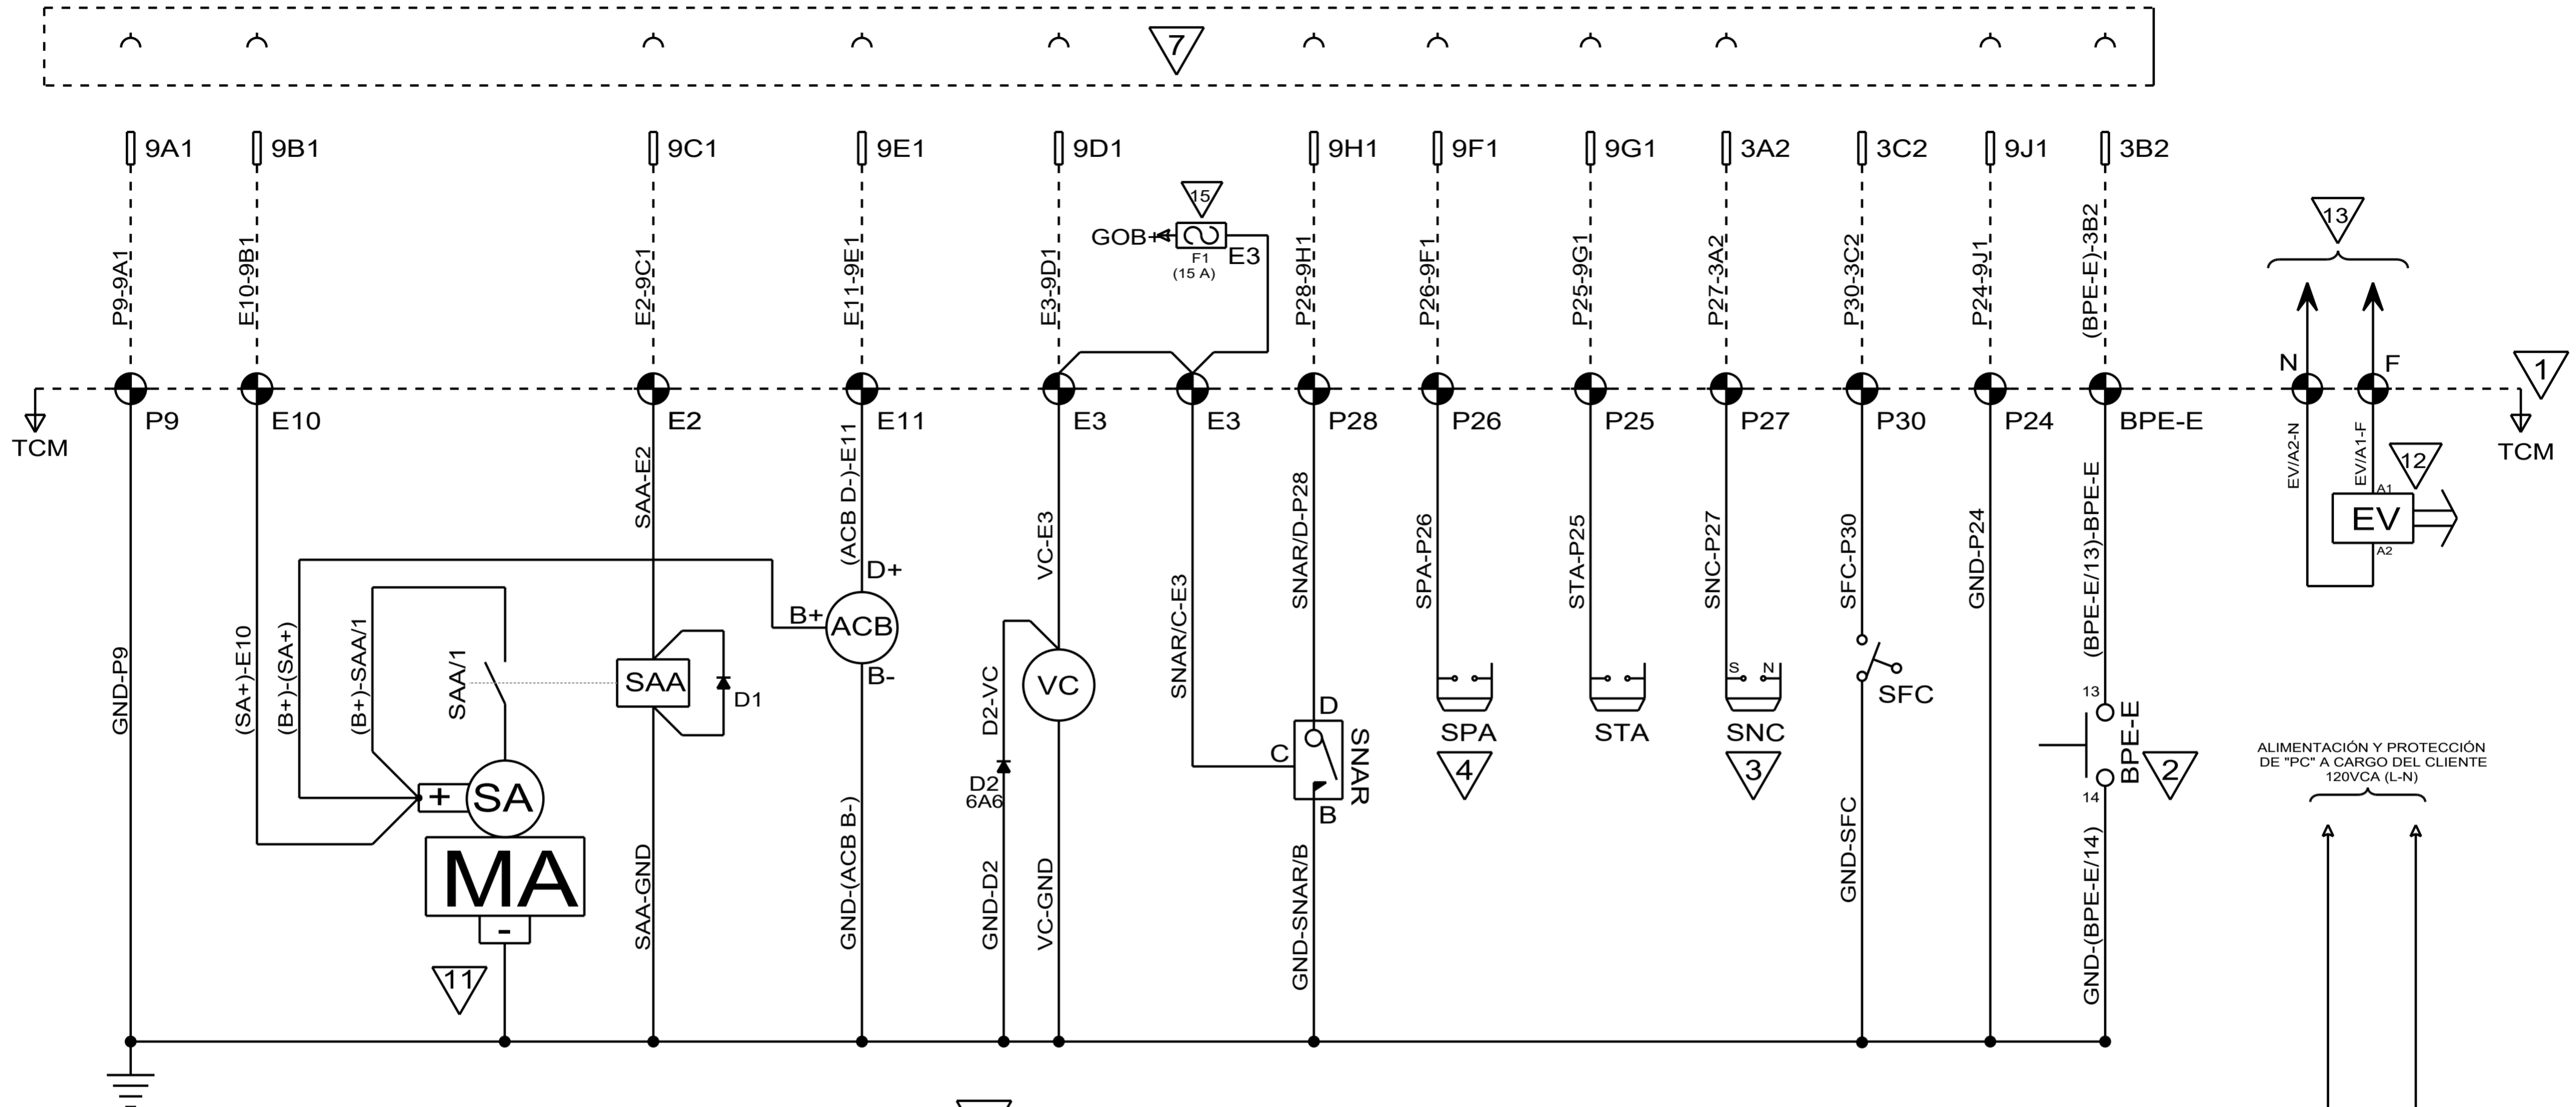 7
9A1
9B1
9C1
9E1
9D1
9H1
9F1
9G1
3A2
3C2
9J1
3B2
P9-9A1
E10-9B1
E2-9C1
E11-9E1
E3-9D1
15
GOB+
F1
(15 A)
E3
P28-9H1
P26-9F1
P25-9G1
P27-3A2
P30-3C2
P24-9J1
(BPE-E)-3B2
13
N
F
1
TCM
P9
E10
E2
E11
E3
E3
P28
P26
P25
P27
P30
P24
BPE-E
TCM
GND-P9
(SA+)-E10
(B+)-(SA+)
(B+)-SAA/1
SAA/1
SAA-E2
(ACB D-)-E11
D+
B+
ACB
B-
SAA
D1
+
SA
MA
-
11
SAA-GND
GND-(ACB B-)
VC-E3
D2-VC
VC
D2
6A6
GND-D2
VC-GND
SNAR/C-E3
SNAR/D-P28
D
C
SNAR
B
GND-SNAR/B
SPA-P26
SPA
4
STA-P25
STA
SNC-P27
S
N
SNC
3
SFC-P30
SFC
GND-SFC
GND-P24
(BPE-E/13)-BPE-E
13
BPE-E
14
2
GND-(BPE-E/14)
EV/A2-N
EV/A1-F
12
A1
EV
A2
ALIMENTACIÓN Y PROTECCIÓN
DE "PC" A CARGO DEL CLIENTE
120VCA (L-N)